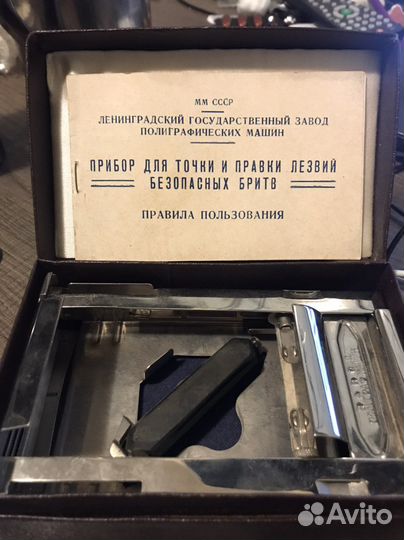 ММ СССР
ЛЕНИНГРАДСКИЙ ГОСУДАРСТВЕННЫЙ ЗАВОД
ПОЛИГРАФИЧЕСКИХ МАШИН
ПРИБОР ДЛЯ ТОЧКИ И ПРАВКИ ЛЕЗВИЙ
БЕЗОПАСНЫХ БРИТВ
ПРАВИЛА ПОЛЬЗОВАНИЯ
Avito